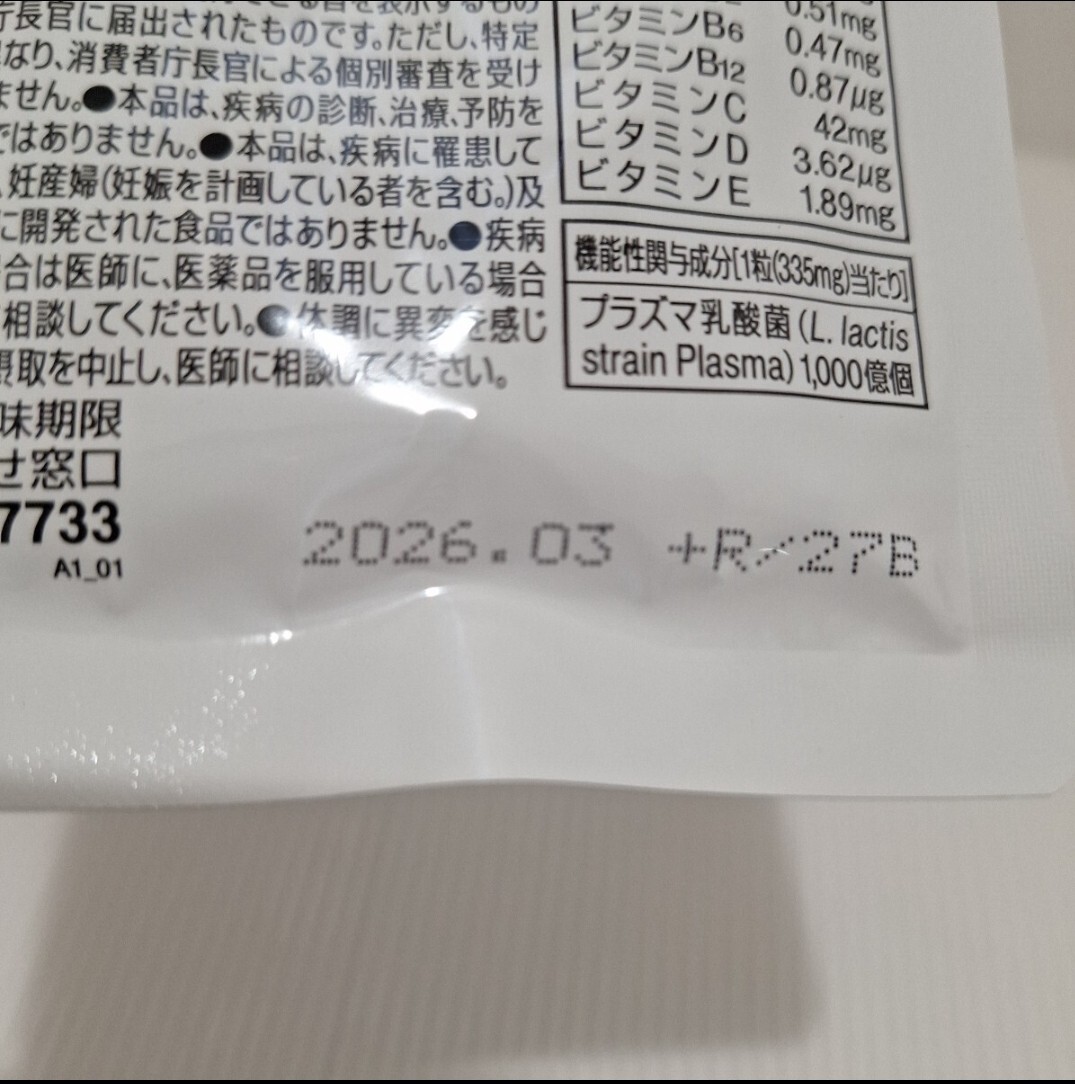 庁長官に届出されたものです。ただし、特定
なり、消費者庁長官による個別審査を受け
ません。●本品は、疾病の診断、治療、予防を
ではありません。●本品は、疾病に罹患して
、妊産婦(妊娠を計画している者を含む。)及
に開発された食品ではありません。●疾病
合は医師に、医薬品を服用している場合
相談してください。●体調に異変を感じ
摂取を中止し、医師に相談してください。
味期限
せ窓口
7733
A1_01
0.51mg
ビタミンB6 0.47mg
ビタミンB12 0.87μg
ビタミンC 42mg
ビタミンD 3.62μg
ビタミンE 1.89mg
機能性関与成分[1粒(335mg)当たり]
プラズマ乳酸菌(L. lactis
strain Plasma) 1,000億個
2026.03 +R/27B